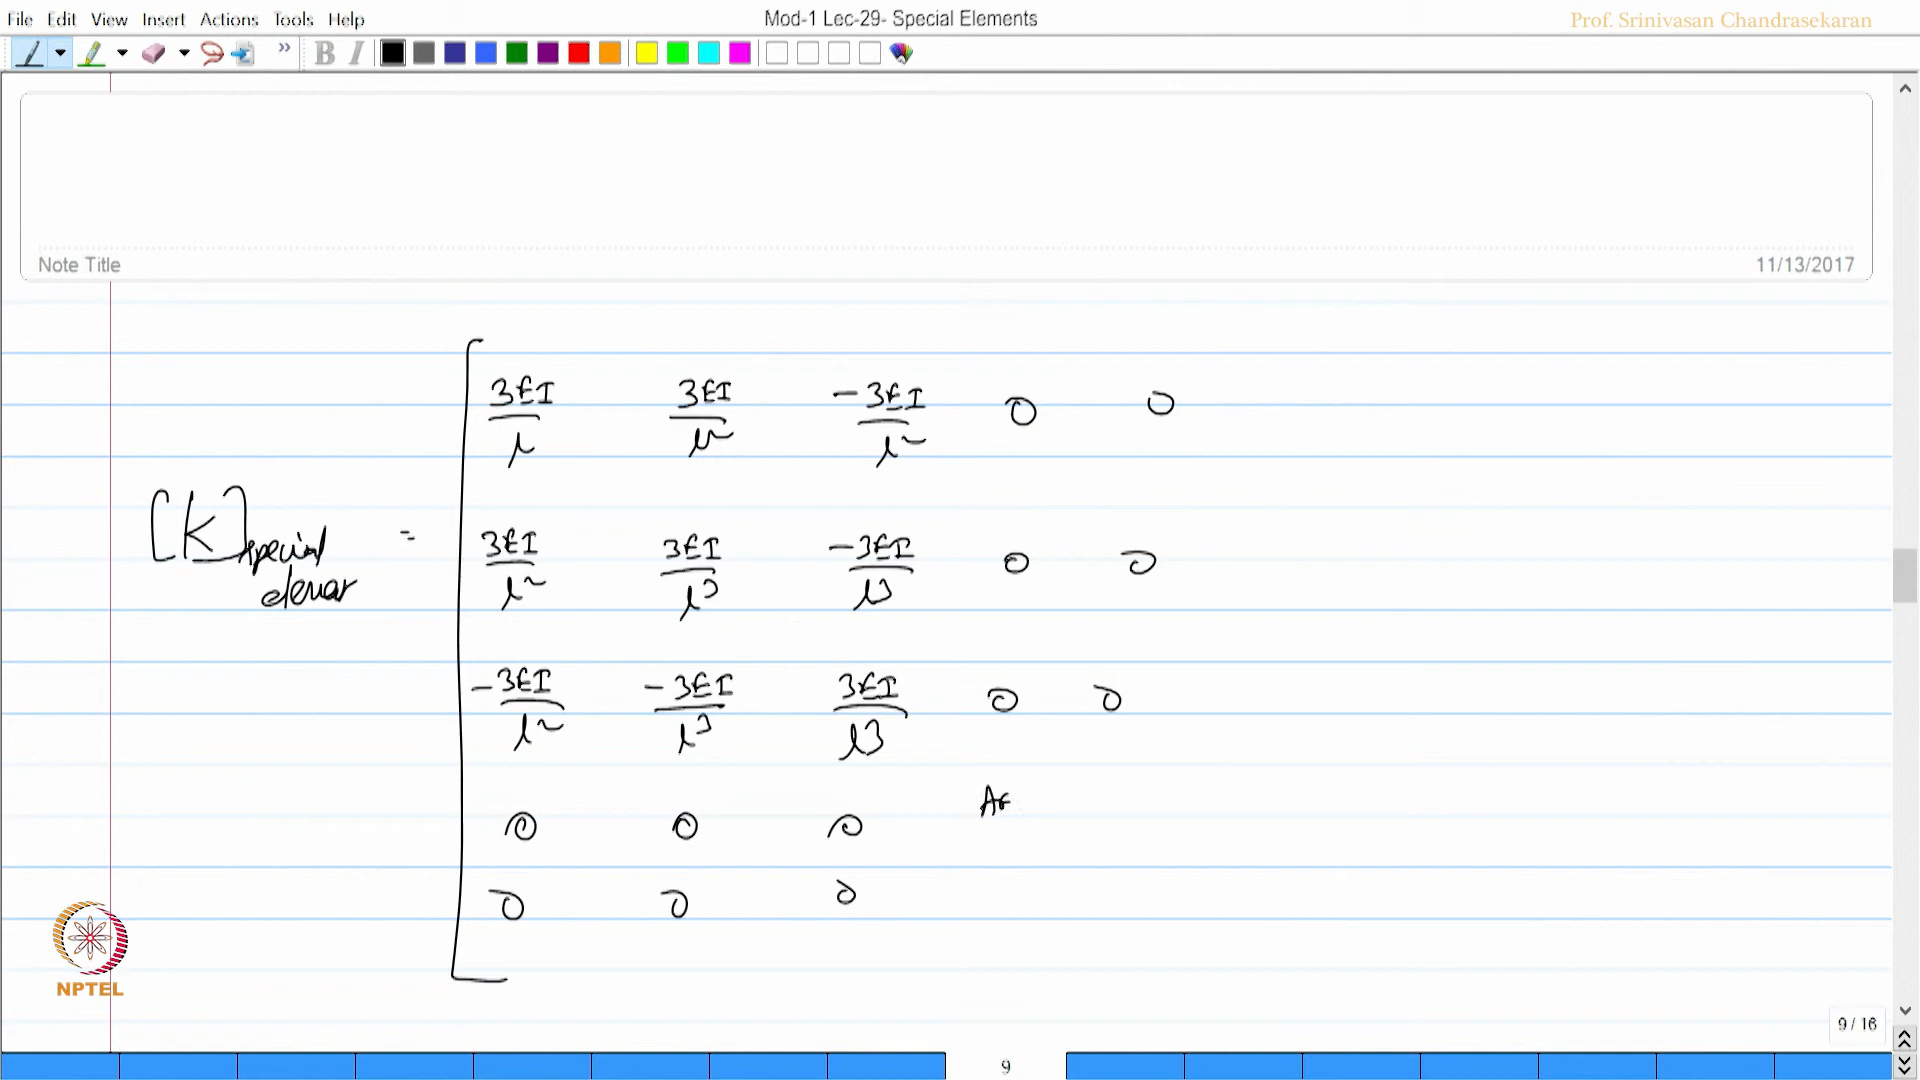 File Edit View Insert Actions Tools Help
Mod-1 Lec-29- Special Elements
Prof. Srinivasan Chandrasekaran
B I
Note Title
11/13/2017
[K] special =
3EI/l 3EI/l² -3EI/l² 0 0
3EI/l² 3EI/l³ -3EI/l³ 0 0
-3EI/l² -3EI/l³ 3EI/l³ 0 0
0 0 0 AE
0 0 0
NPTEL
9 / 16
9